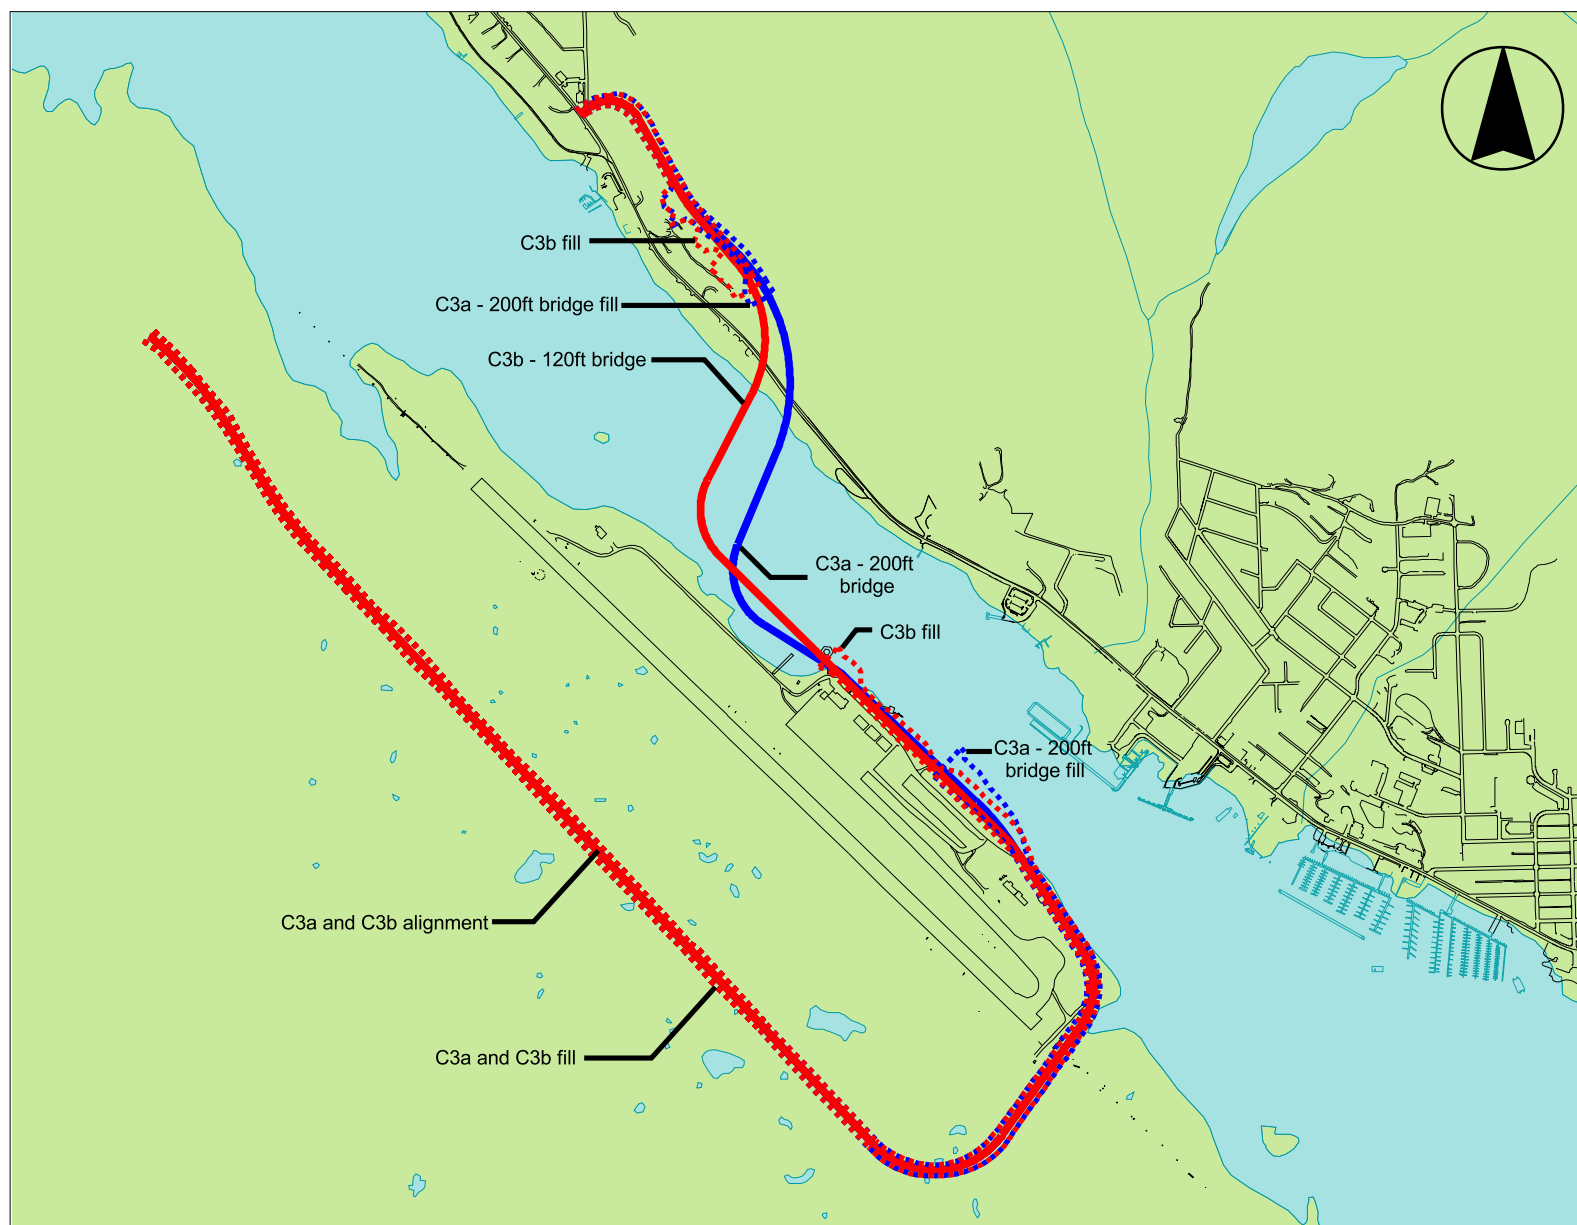 C3b fill
C3a - 200ft bridge fill
C3b - 120ft bridge
C3a - 200ft
bridge
C3b fill
C3a - 200ft
bridge fill
C3a and C3b alignment
C3a and C3b fill